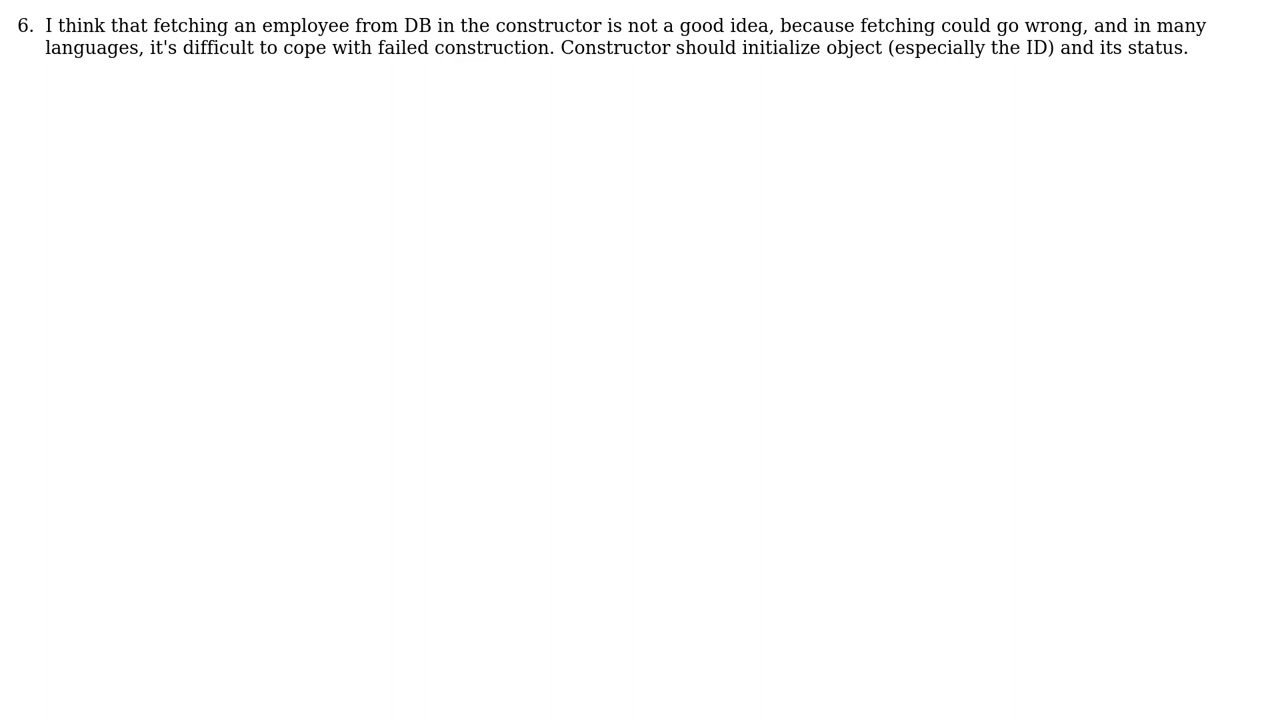 6. I think that fetching an employee from DB in the constructor is not a good idea, because fetching could go wrong, and in many
languages, it's difficult to cope with failed construction. Constructor should initialize object (especially the ID) and its status.